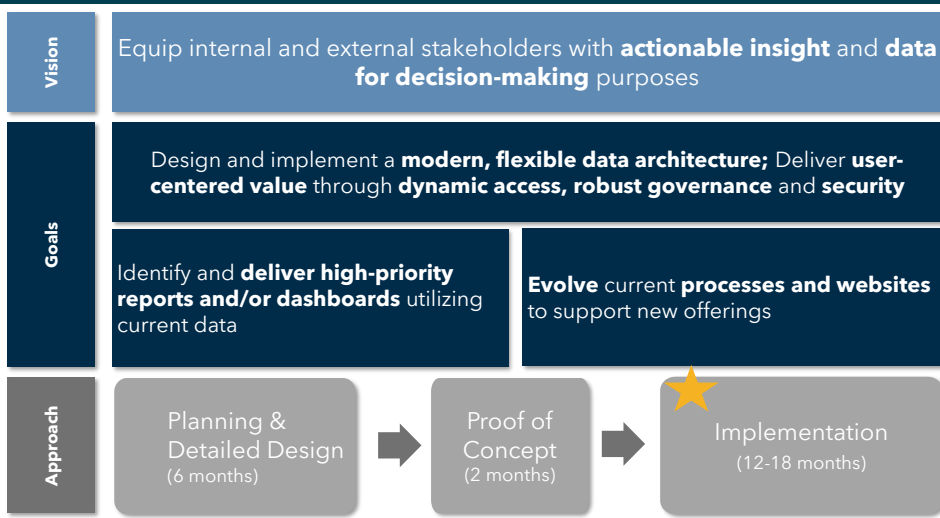 Vision
Equip internal and external stakeholders with actionable insight and data
for decision-making purposes
Goals
Design and implement a modern, flexible data architecture; Deliver user-
centered value through dynamic access, robust governance and security
Identify and deliver high-priority
reports and/or dashboards utilizing
current data
Evolve current processes and websites
to support new offerings
Approach
Planning &
Detailed Design
(6 months)
Proof of
Concept
(2 months)
Implementation
(12-18 months)